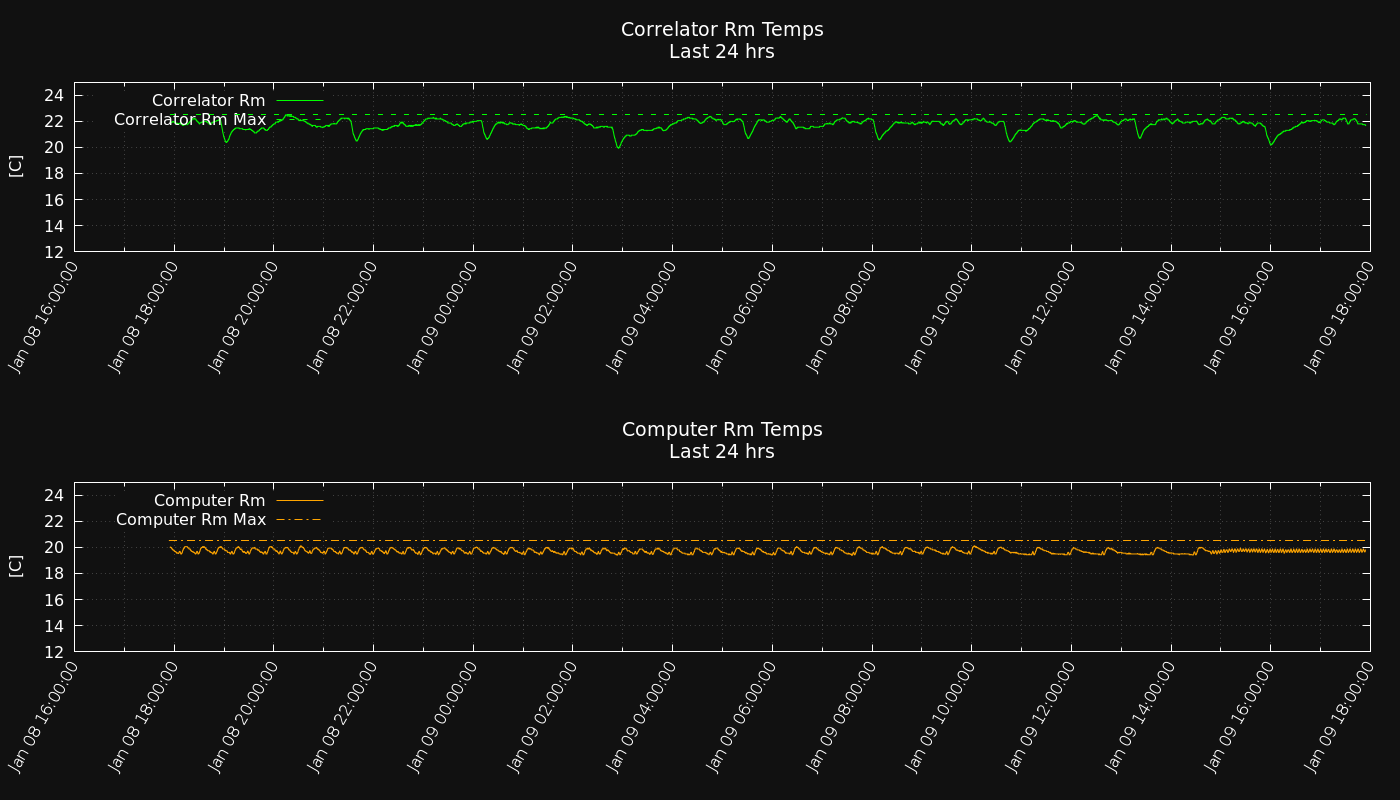 Correlator Rm Temps
Last 24 hrs
Correlator Rm
Correlator Rm Max
24
22
20
18
16
14
12
[C]
Jan 08 16:00:00
Jan 08 18:00:00
Jan 08 20:00:00
Jan 08 22:00:00
Jan 09 00:00:00
Jan 09 02:00:00
Jan 09 04:00:00
Jan 09 06:00:00
Jan 09 08:00:00
Jan 09 10:00:00
Jan 09 12:00:00
Jan 09 14:00:00
Jan 09 16:00:00
Jan 09 18:00:00
Computer Rm Temps
Last 24 hrs
Computer Rm
Computer Rm Max
24
22
20
18
16
14
12
[C]
Jan 08 16:00:00
Jan 08 18:00:00
Jan 08 20:00:00
Jan 08 22:00:00
Jan 09 00:00:00
Jan 09 02:00:00
Jan 09 04:00:00
Jan 09 06:00:00
Jan 09 08:00:00
Jan 09 10:00:00
Jan 09 12:00:00
Jan 09 14:00:00
Jan 09 16:00:00
Jan 09 18:00:00